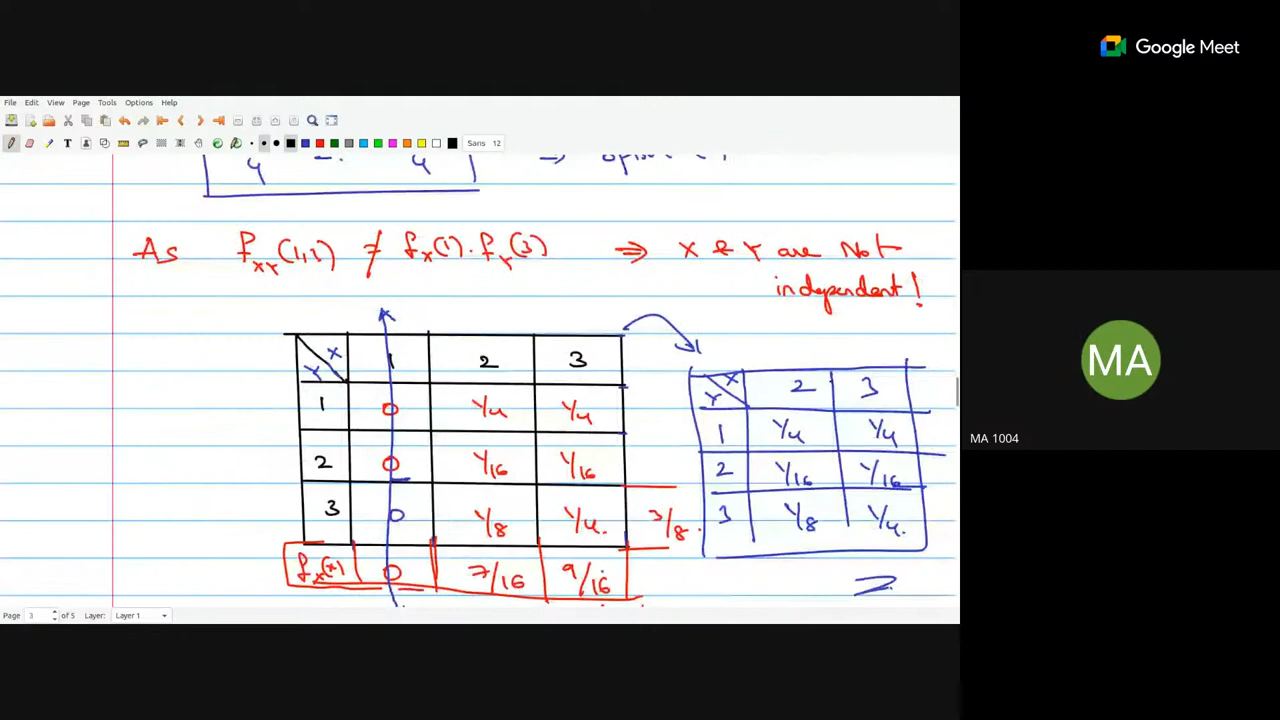 Google Meet
File Edit View Page Tools Options Help
Sans 12
4 4 ⇒
As f_XY(1,2) ≠ f_X(1) · f_Y(3) ⇒ X & Y are Not
independent!
X 1 2 3
Y
1 0 1/4 1/4
2 0 1/16 1/16
3 0 1/8 1/4. 3/8.
f_X(x) 0 7/16 9/16
X 2 3
Y
1 1/4 1/4
2 1/16 1/16
3 1/8 1/4.
MA
MA 1004
Page 3 of 5 Layer: Layer 1